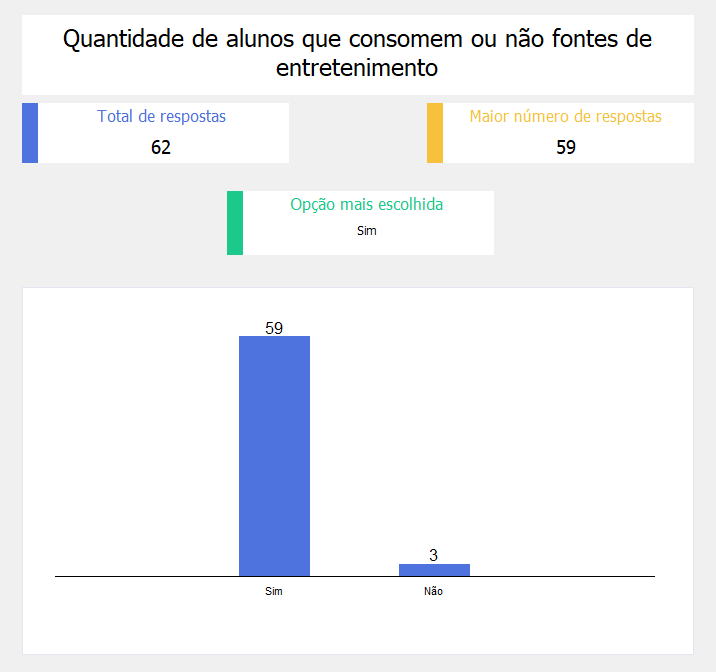 Quantidade de alunos que consomem ou não fontes de
entretenimento
Total de respostas
62
Maior número de respostas
59
Opção mais escolhida
Sim
59
3
Sim
Não